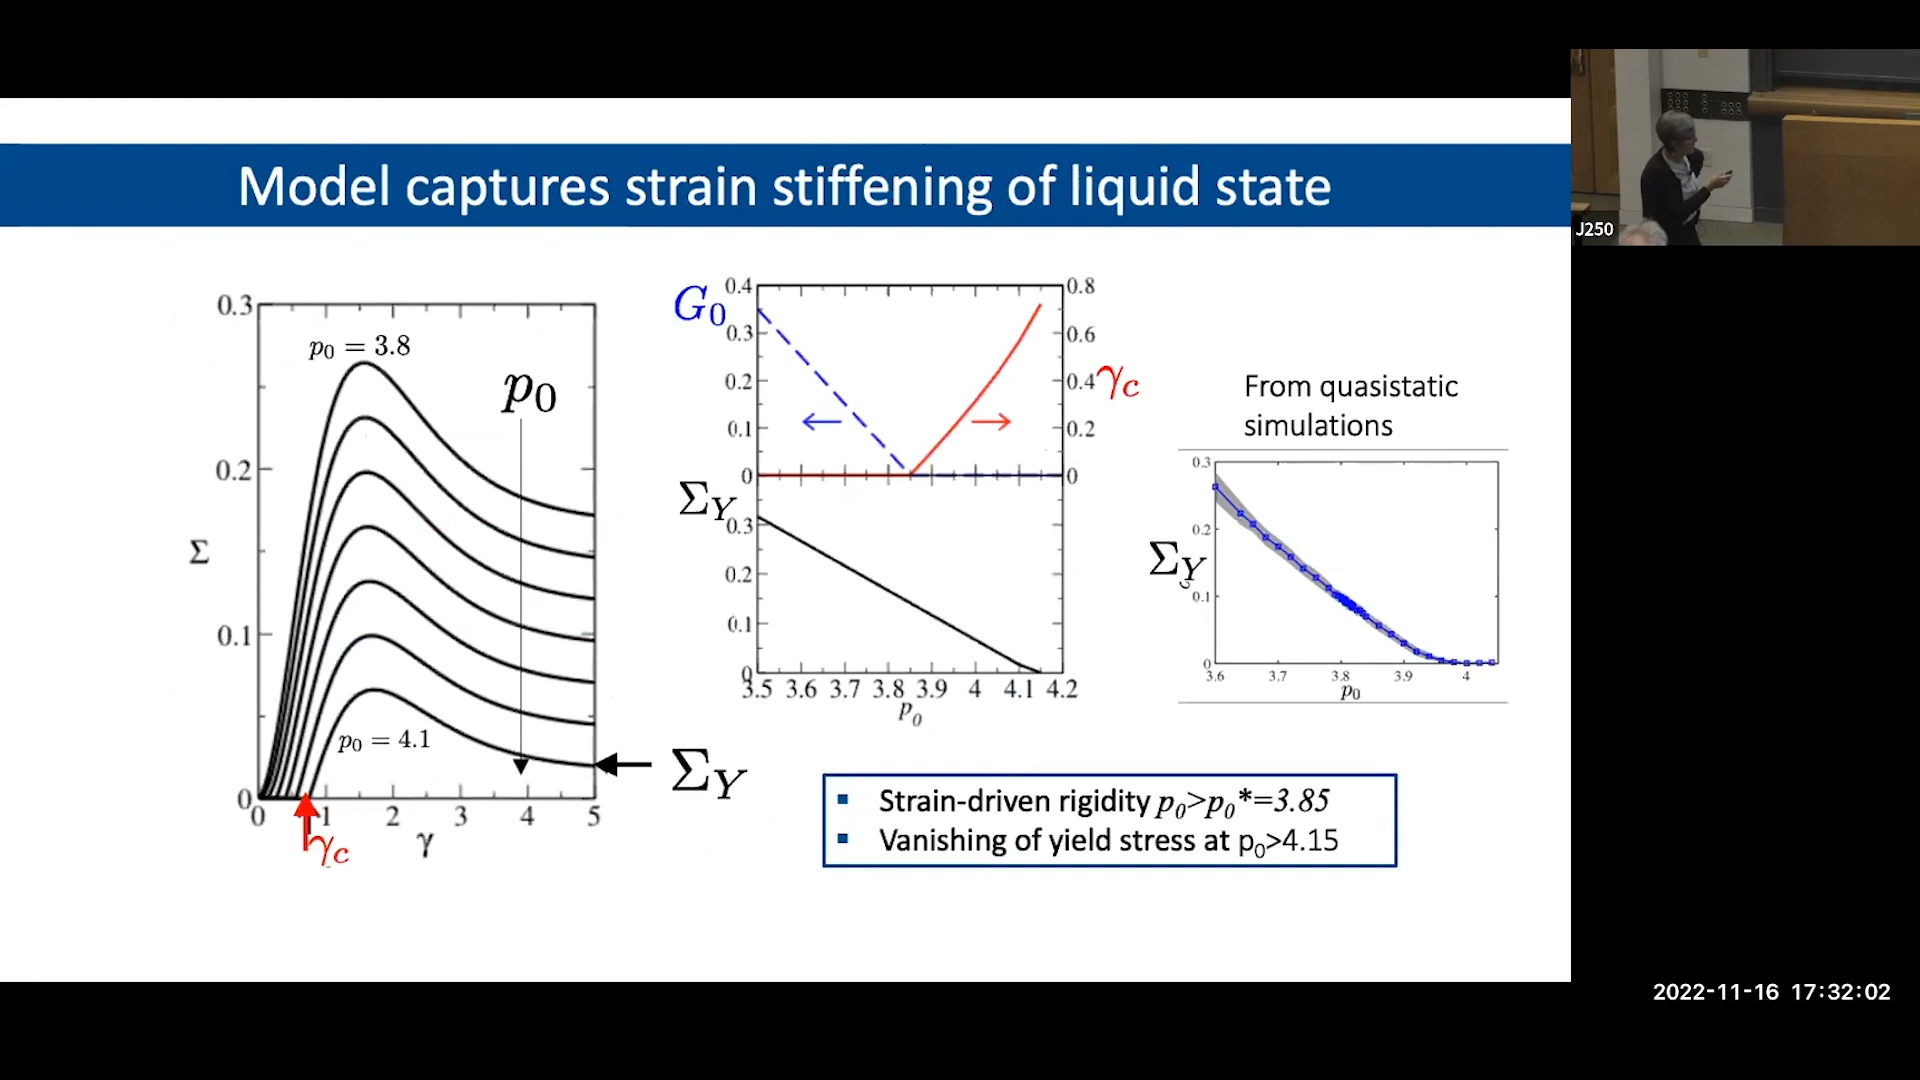 Model captures strain stiffening of liquid state
0.3
0.2
0.1
0
Σ
p₀ = 3.8
p₀
p₀ = 4.1
0 1 2 3 4 5
γ
γc
ΣY
G₀
0.4
0.3
0.2
0.1
0
0.8
0.6
0.4
0.2
0
γc
ΣY
0.3
0.2
0.1
0
3.5 3.6 3.7 3.8 3.9 4 4.1 4.2
p₀
From quasistatic
simulations
0.3
0.2
0.1
0
ΣY
3.6 3.7 3.8 3.9 4
p₀
▪ Strain-driven rigidity p₀>p₀*=3.85
▪ Vanishing of yield stress at p₀>4.15
J250
2022-11-16 17:32:02